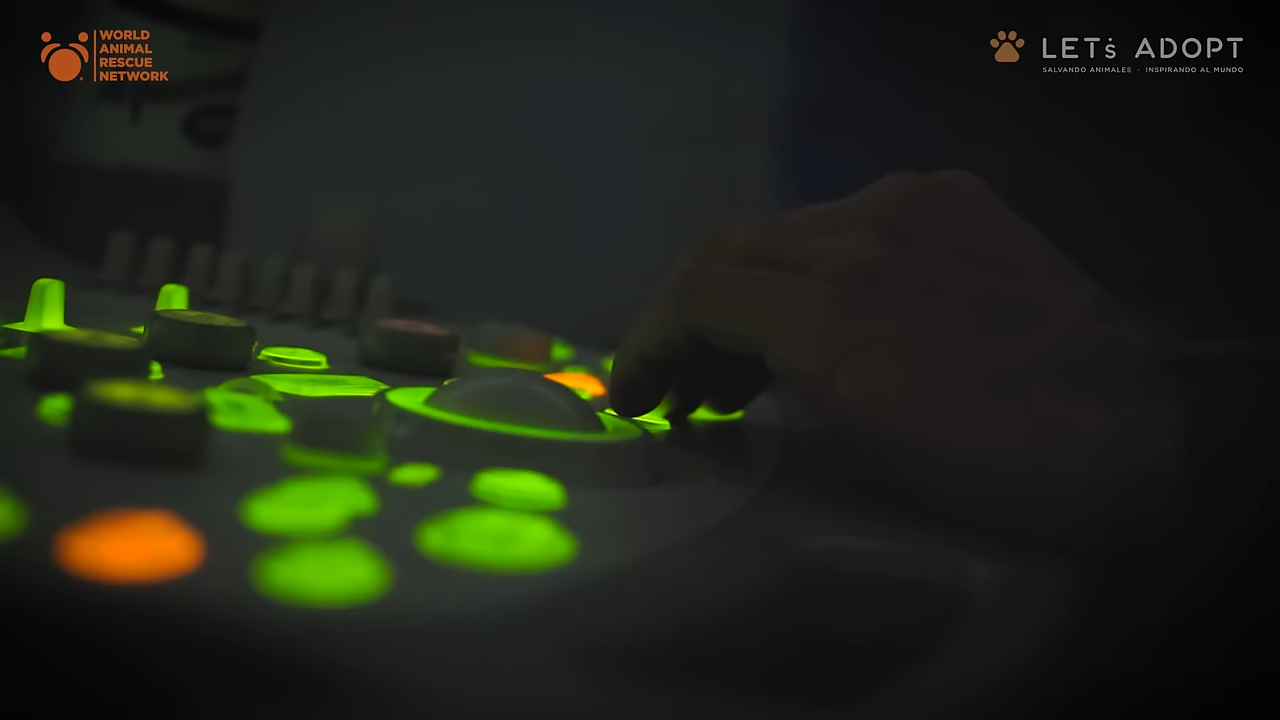 WORLD
ANIMAL
RESCUE
NETWORK
LETs ADOPT
SALVANDO ANIMALES · INSPIRANDO AL MUNDO